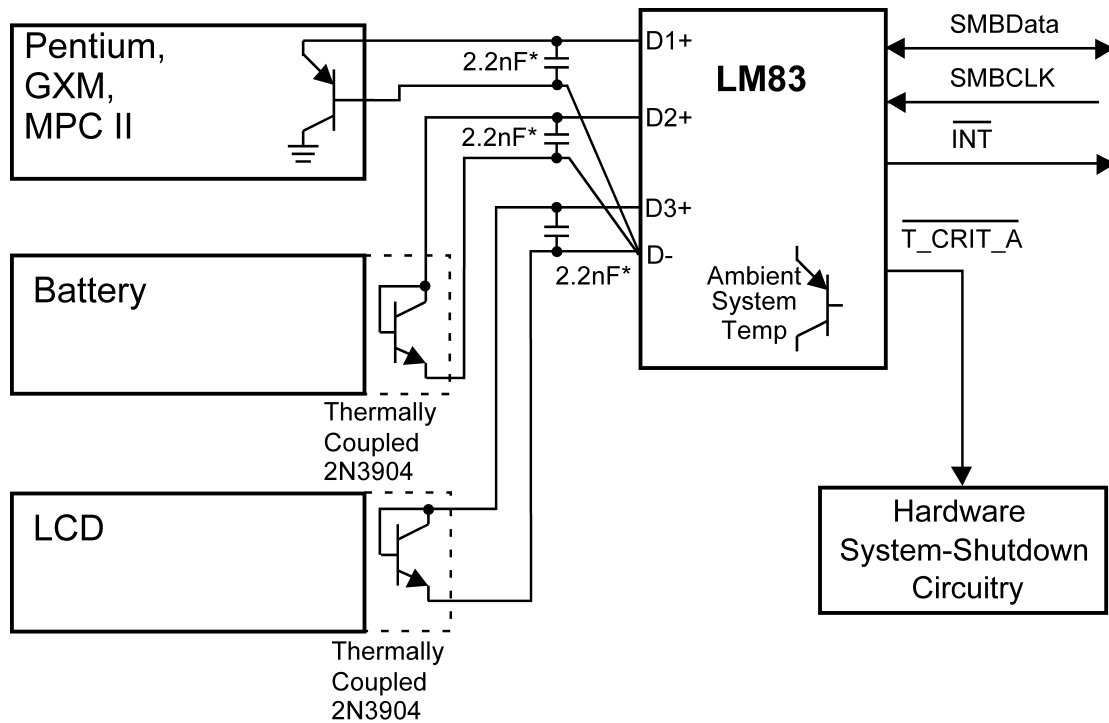 Pentium,
GXM,
MPC II
2.2nF*
2.2nF*
2.2nF*
D1+
D2+
D3+
D-
LM83
Ambient
System
Temp
SMBData
SMBCLK
INT
T_CRIT_A
Battery
Thermally
Coupled
2N3904
LCD
Thermally
Coupled
2N3904
Hardware
System-Shutdown
Circuitry